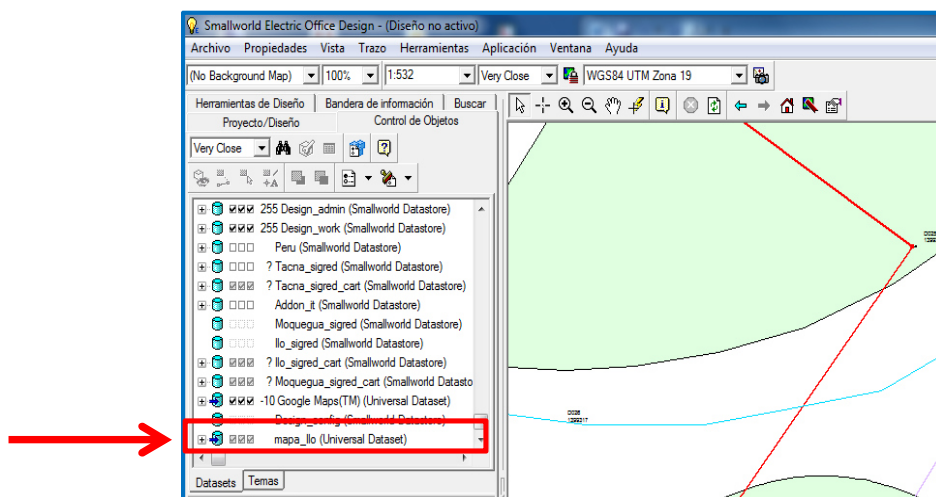 Smallworld Electric Office Design - (Diseño no activo)
Archivo Propiedades Vista Trazo Herramientas Aplicación Ventana Ayuda
(No Background Map) 100% 1:532 Very Close WGS84 UTM Zona 19
Herramientas de Diseño Bandera de información Buscar
Proyecto/Diseño Control de Objetos
Very Close
255 Design_admin (Smallworld Datastore)
255 Design_work (Smallworld Datastore)
Peru (Smallworld Datastore)
? Tacna_sigred (Smallworld Datastore)
? Tacna_sigred_cart (Smallworld Datastore)
Addon_it (Smallworld Datastore)
Moquegua_sigred (Smallworld Datastore)
Ilo_sigred (Smallworld Datastore)
? Ilo_sigred_cart (Smallworld Datastore)
? Moquegua_sigred_cart (Smallworld Datasto
-10 Google Maps(TM) (Universal Dataset)
Design_config (Smallworld Datastore)
mapa_Ilo (Universal Dataset)
Datasets Temas